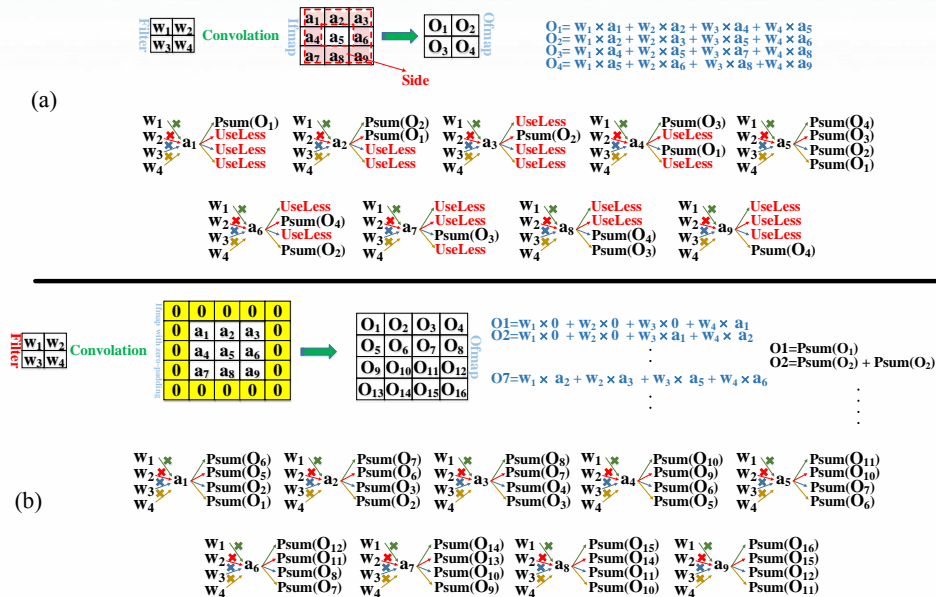 Filter
w1 w2
w3 w4
Convolation
Ifmap
a1 a2 a3
a4 a5 a6
a7 a8 a9
Side
O1 O2
O3 O4
Ofmap
O1= w1 × a1 + w2 × a2 + w3 × a4 + w4 × a5
O2= w1 × a2 + w2 × a3 + w3 × a5 + w4 × a6
O3= w1 × a4 + w2 × a5 + w3 × a7 + w4 × a8
O4= w1 × a5 + w2 × a6 + w3 × a8 + w4 × a9
(a)
w1 w2 w3 w4 a1 Psum(O1) UseLess UseLess UseLess
w1 w2 w3 w4 a2 Psum(O2) Psum(O1) UseLess UseLess
w1 w2 w3 w4 a3 UseLess Psum(O2) UseLess UseLess
w1 w2 w3 w4 a4 Psum(O3) UseLess Psum(O1) UseLess
w1 w2 w3 w4 a5 Psum(O4) Psum(O3) Psum(O2) Psum(O1)
w1 w2 w3 w4 a6 UseLess Psum(O4) UseLess Psum(O2)
w1 w2 w3 w4 a7 UseLess UseLess Psum(O3) UseLess
w1 w2 w3 w4 a8 UseLess UseLess Psum(O4) Psum(O3)
w1 w2 w3 w4 a9 UseLess UseLess UseLess Psum(O4)
Filter
w1 w2
w3 w4
Convolation
Ifmap with zero-padding
0 0 0 0 0
0 a1 a2 a3 0
0 a4 a5 a6 0
0 a7 a8 a9 0
0 0 0 0 0
O1 O2 O3 O4
O5 O6 O7 O8
O9 O10 O11 O12
O13 O14 O15 O16
Ofmap
O1=w1 × 0 + w2 × 0 + w3 × 0 + w4 × a1
O2=w1 × 0 + w2 × 0 + w3 × a1 + w4 × a2
O7=w1 × a2 + w2 × a3 + w3 × a5 + w4 × a6
O1=Psum(O1)
O2=Psum(O2) + Psum(O2)
(b)
w1 w2 w3 w4 a1 Psum(O6) Psum(O5) Psum(O2) Psum(O1)
w1 w2 w3 w4 a2 Psum(O7) Psum(O6) Psum(O3) Psum(O2)
w1 w2 w3 w4 a3 Psum(O8) Psum(O7) Psum(O4) Psum(O3)
w1 w2 w3 w4 a4 Psum(O10) Psum(O9) Psum(O6) Psum(O5)
w1 w2 w3 w4 a5 Psum(O11) Psum(O10) Psum(O7) Psum(O6)
w1 w2 w3 w4 a6 Psum(O12) Psum(O11) Psum(O8) Psum(O7)
w1 w2 w3 w4 a7 Psum(O14) Psum(O13) Psum(O10) Psum(O9)
w1 w2 w3 w4 a8 Psum(O15) Psum(O14) Psum(O11) Psum(O10)
w1 w2 w3 w4 a9 Psum(O16) Psum(O15) Psum(O12) Psum(O11)